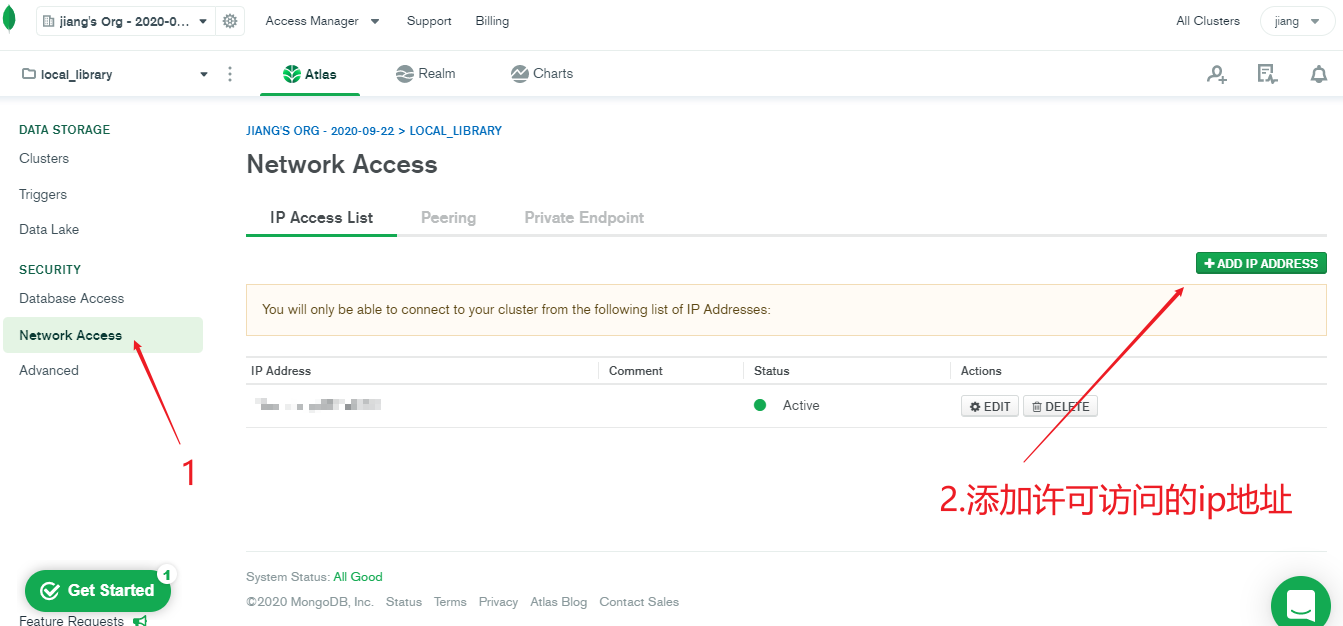 jiang's Org - 2020-0... Access Manager Support Billing All Clusters jiang
local_library Atlas Realm Charts
DATA STORAGE
Clusters
Triggers
Data Lake
SECURITY
Database Access
Network Access
Advanced
1
JIANG'S ORG - 2020-09-22 > LOCAL_LIBRARY
Network Access
IP Access List Peering Private Endpoint
+ ADD IP ADDRESS
You will only be able to connect to your cluster from the following list of IP Addresses:
IP Address Comment Status Actions
Active EDIT DELETE
2.添加许可访问的ip地址
System Status: All Good
©2020 MongoDB, Inc. Status Terms Privacy Atlas Blog Contact Sales
Get Started 1
Feature Requests